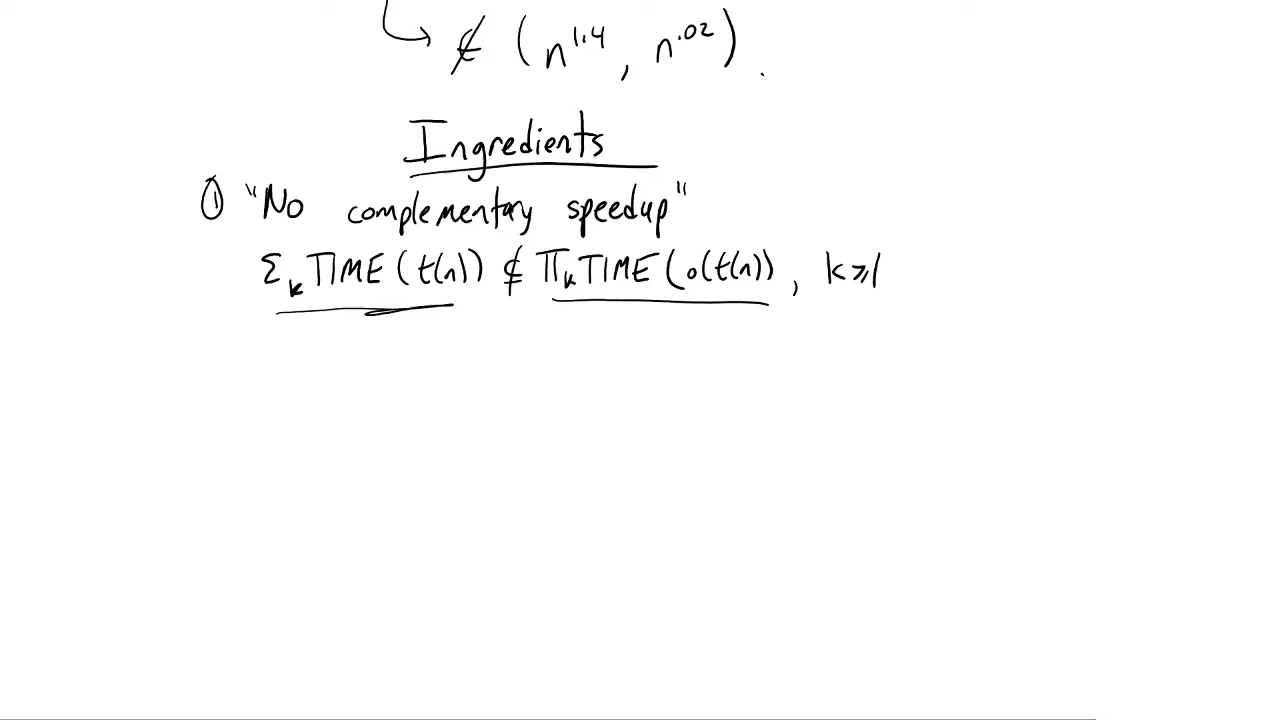 ↳ ∉ (n^1.4, n^.02).
Ingredients
① "No complementary speedup"
Σ_k TIME(t(n)) ⊄ Π_k TIME(o(t(n)), k ≥ 1